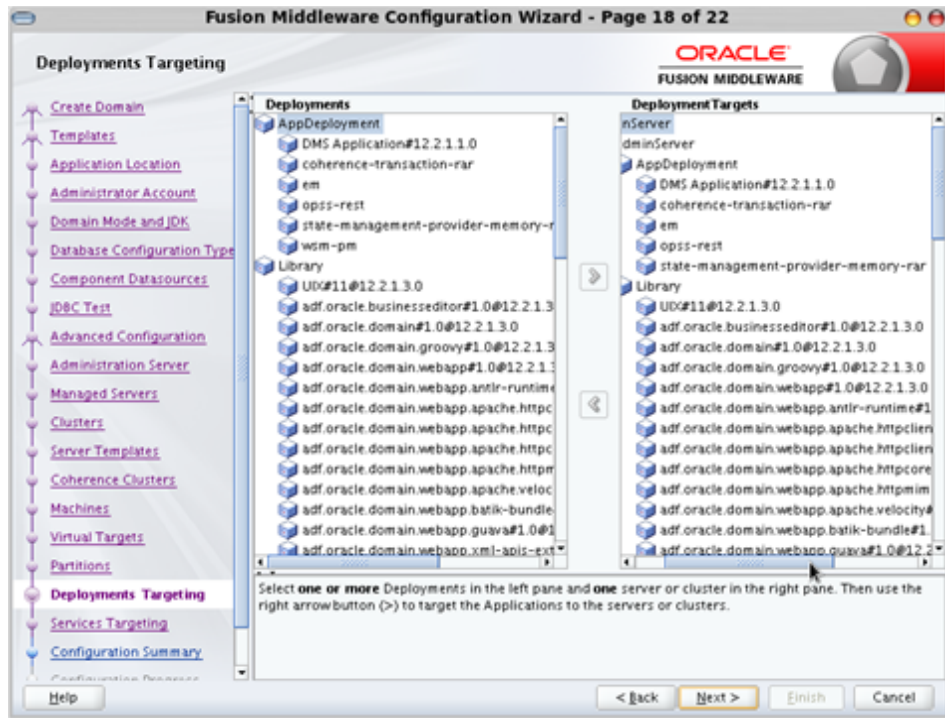 Fusion Middleware Configuration Wizard - Page 18 of 22
Deployments Targeting
ORACLE
FUSION MIDDLEWARE
Create Domain
Templates
Application Location
Administrator Account
Domain Mode and JDK
Database Configuration Type
Component Datasources
JDBC Test
Advanced Configuration
Administration Server
Managed Servers
Clusters
Server Templates
Coherence Clusters
Machines
Virtual Targets
Partitions
Deployments Targeting
Services Targeting
Configuration Summary
Configuration Progress
Deployments
AppDeployment
DMS Application#12.2.1.1.0
coherence-transaction-rar
em
opss-rest
state-management-provider-memory-r
wsm-pm
Library
UIX#11@12.2.1.3.0
adf.oracle.businesseditor#1.0@12.2.1.3
adf.oracle.domain#1.0@12.2.1.3.0
adf.oracle.domain.groovy#1.0@12.2.1.3
adf.oracle.domain.webapp#1.0@12.2.1.3
adf.oracle.domain.webapp.antlr-runtime
adf.oracle.domain.webapp.apache.httpc
adf.oracle.domain.webapp.apache.httpc
adf.oracle.domain.webapp.apache.httpc
adf.oracle.domain.webapp.apache.httpm
adf.oracle.domain.webapp.apache.veloc
adf.oracle.domain.webapp.batik-bundle
adf.oracle.domain.webapp.guava#1.0@1
adf.oracle.domain.webapp.xml-apis-ext
DeploymentTargets
nServer
dminServer
AppDeployment
DMS Application#12.2.1.1.0
coherence-transaction-rar
em
opss-rest
state-management-provider-memory-rar
Library
UIX#11@12.2.1.3.0
adf.oracle.businesseditor#1.0@12.2.1.3.0
adf.oracle.domain#1.0@12.2.1.3.0
adf.oracle.domain.groovy#1.0@12.2.1.3.0
adf.oracle.domain.webapp#1.0@12.2.1.3.0
adf.oracle.domain.webapp.antlr-runtime#1
adf.oracle.domain.webapp.apache.httpclien
adf.oracle.domain.webapp.apache.httpclien
adf.oracle.domain.webapp.apache.httpcore
adf.oracle.domain.webapp.apache.httpmim
adf.oracle.domain.webapp.apache.velocity#
adf.oracle.domain.webapp.batik-bundle#1.
adf.oracle.domain.webapp.guava#1.0@12.2
Select one or more Deployments in the left pane and one server or cluster in the right pane. Then use the
right arrow button (>) to target the Applications to the servers or clusters.
Help
< Back
Next >
Finish
Cancel